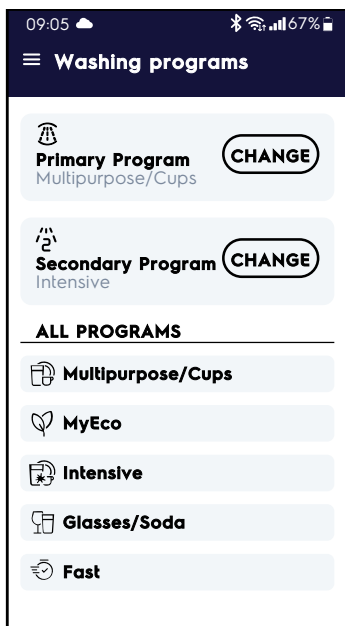 09:05 67%
Washing programs
Primary Program
Multipurpose/Cups
CHANGE
2
Secondary Program
Intensive
CHANGE
ALL PROGRAMS
Multipurpose/Cups
MyEco
Intensive
Glasses/Soda
Fast